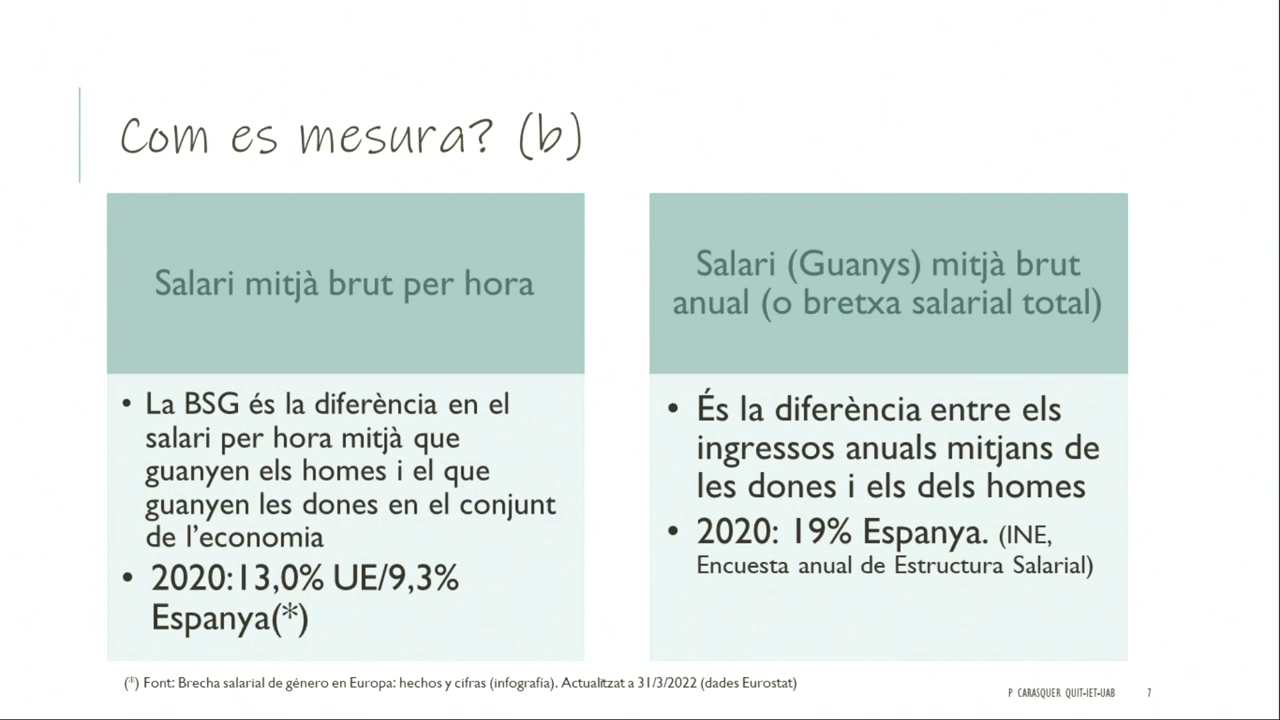 Com es mesura? (b)
Salari mitjà brut per hora
• La BSG és la diferència en el
salari per hora mitjà que
guanyen els homes i el que
guanyen les dones en el conjunt
de l’economia
• 2020:13,0% UE/9,3%
Espanya(*)
Salari (Guanys) mitjà brut
anual (o bretxa salarial total)
• És la diferència entre els
ingressos anuals mitjans de
les dones i els dels homes
• 2020: 19% Espanya. (INE,
Encuesta anual de Estructura Salarial)
(*) Font: Brecha salarial de género en Europa: hechos y cifras (infografía). Actualitzat a 31/3/2022 (dades Eurostat)
P CARASQUER QUIT-IET-UAB
7